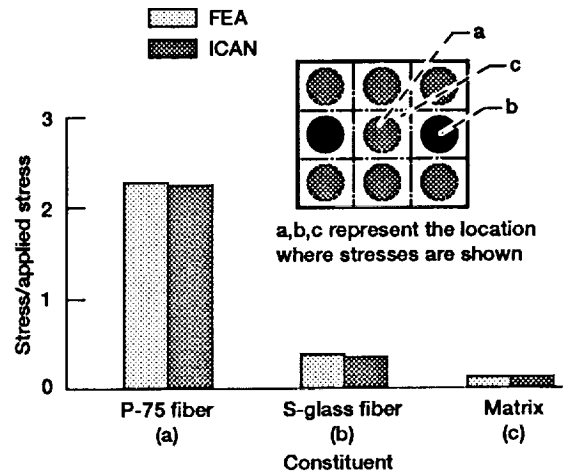 FEA
ICAN
a
c
b
a,b,c represent the location
where stresses are shown
Stress/applied stress
3
2
1
0
P-75 fiber
(a)
S-glass fiber
(b)
Matrix
(c)
Constituent